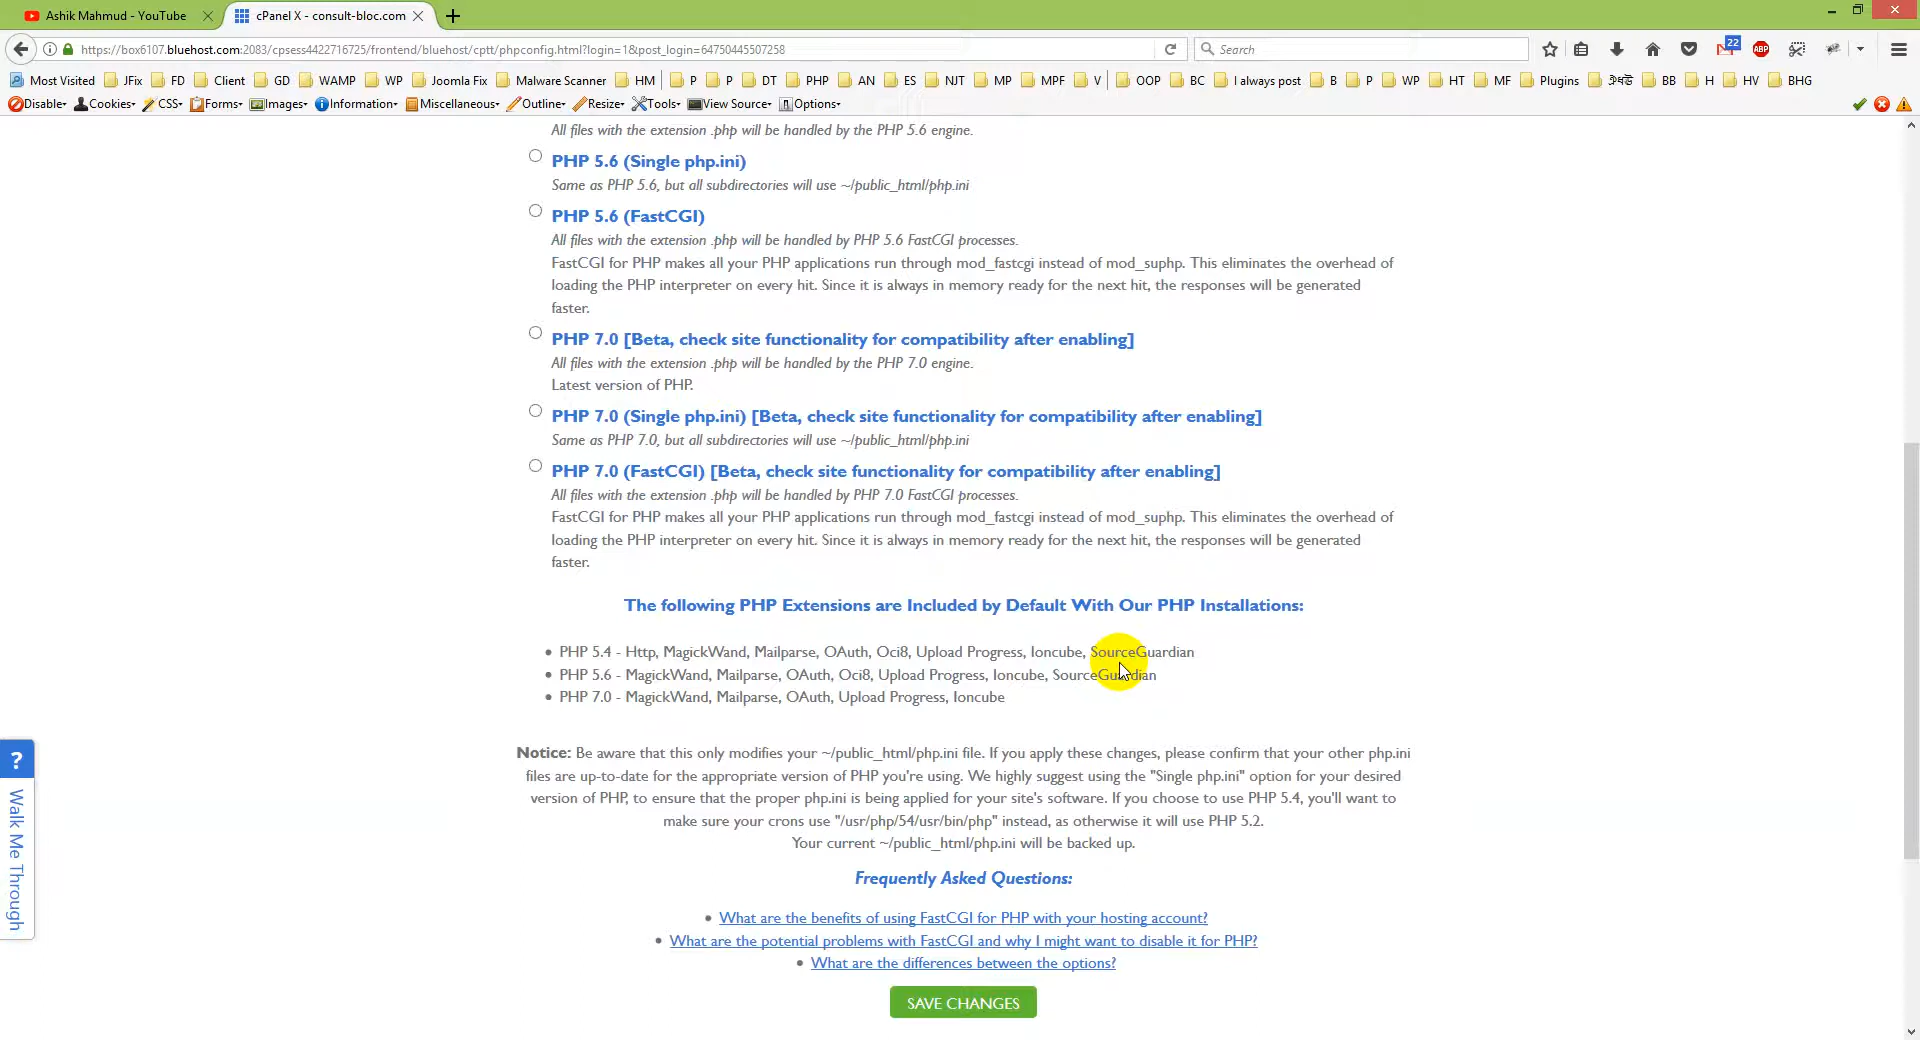 Ashik Mahmud - YouTube
cPanel X - consult-bloc.com
https://box6107.bluehost.com:2083/cpsess4422716725/frontend/bluehost/cptt/phpconfig.html?login=1&post_login=64750445507258
Search
22
ABP
Most Visited JFix FD Client GD WAMP WP Joomla Fix Malware Scanner HM P P DT PHP AN ES NJT MP MPF V OOP BC I always post B P WP HT MF Plugins BB H HV BHG
Disable Cookies CSS Forms Images Information Miscellaneous Outline Resize Tools View Source Options
All files with the extension .php will be handled by the PHP 5.6 engine.
PHP 5.6 (Single php.ini)
Same as PHP 5.6, but all subdirectories will use ~/public_html/php.ini
PHP 5.6 (FastCGI)
All files with the extension .php will be handled by PHP 5.6 FastCGI processes.
FastCGI for PHP makes all your PHP applications run through mod_fastcgi instead of mod_suphp. This eliminates the overhead of
loading the PHP interpreter on every hit. Since it is always in memory ready for the next hit, the responses will be generated
faster.
PHP 7.0 [Beta, check site functionality for compatibility after enabling]
All files with the extension .php will be handled by the PHP 7.0 engine.
Latest version of PHP.
PHP 7.0 (Single php.ini) [Beta, check site functionality for compatibility after enabling]
Same as PHP 7.0, but all subdirectories will use ~/public_html/php.ini
PHP 7.0 (FastCGI) [Beta, check site functionality for compatibility after enabling]
All files with the extension .php will be handled by PHP 7.0 FastCGI processes.
FastCGI for PHP makes all your PHP applications run through mod_fastcgi instead of mod_suphp. This eliminates the overhead of
loading the PHP interpreter on every hit. Since it is always in memory ready for the next hit, the responses will be generated
faster.
The following PHP Extensions are Included by Default With Our PHP Installations:
PHP 5.4 - Http, MagickWand, Mailparse, OAuth, Oci8, Upload Progress, Ioncube, SourceGuardian
PHP 5.6 - MagickWand, Mailparse, OAuth, Oci8, Upload Progress, Ioncube, SourceGuardian
PHP 7.0 - MagickWand, Mailparse, OAuth, Upload Progress, Ioncube
Notice: Be aware that this only modifies your ~/public_html/php.ini file. If you apply these changes, please confirm that your other php.ini
files are up-to-date for the appropriate version of PHP you're using. We highly suggest using the "Single php.ini" option for your desired
version of PHP, to ensure that the proper php.ini is being applied for your site's software. If you choose to use PHP 5.4, you'll want to
make sure your crons use "/usr/php/54/usr/bin/php" instead, as otherwise it will use PHP 5.2.
Your current ~/public_html/php.ini will be backed up.
Frequently Asked Questions:
What are the benefits of using FastCGI for PHP with your hosting account?
What are the potential problems with FastCGI and why I might want to disable it for PHP?
What are the differences between the options?
SAVE CHANGES
?
Walk Me Through